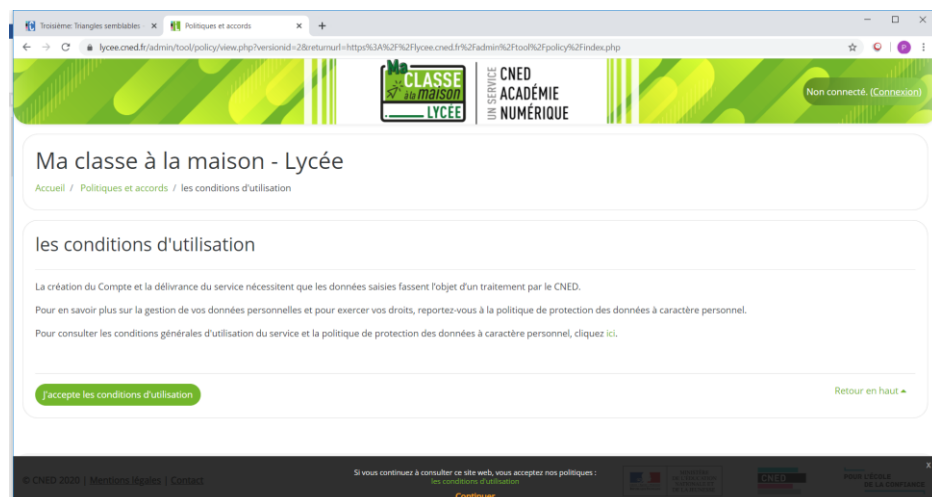 Troisième: Triangles semblables
Politiques et accords
lycee.cned.fr/admin/tool/policy/view.php?versionid=2&returnurl=https%3A%2F%2Flycee.cned.fr%2Fadmin%2Ftool%2Fpolicy%2Findex.php
P
Ma
CLASSE
à la maison
LYCÉE
UN SERVICE
CNED
ACADÉMIE
NUMÉRIQUE
Non connecté. (Connexion)
Ma classe à la maison - Lycée
Accueil / Politiques et accords / les conditions d'utilisation
les conditions d'utilisation
La création du Compte et la délivrance du service nécessitent que les données saisies fassent l'objet d'un traitement par le CNED.
Pour en savoir plus sur la gestion de vos données personnelles et pour exercer vos droits, reportez-vous à la politique de protection des données à caractère personnel.
Pour consulter les conditions générales d'utilisation du service et la politique de protection des données à caractère personnel, cliquez ici.
J'accepte les conditions d'utilisation
Retour en haut
x
Si vous continuez à consulter ce site web, vous acceptez nos politiques :
les conditions d'utilisation
Continuer
© CNED 2020 | Mentions légales | Contact
CNED
POUR L'ÉCOLE
DE LA CONFIANCE